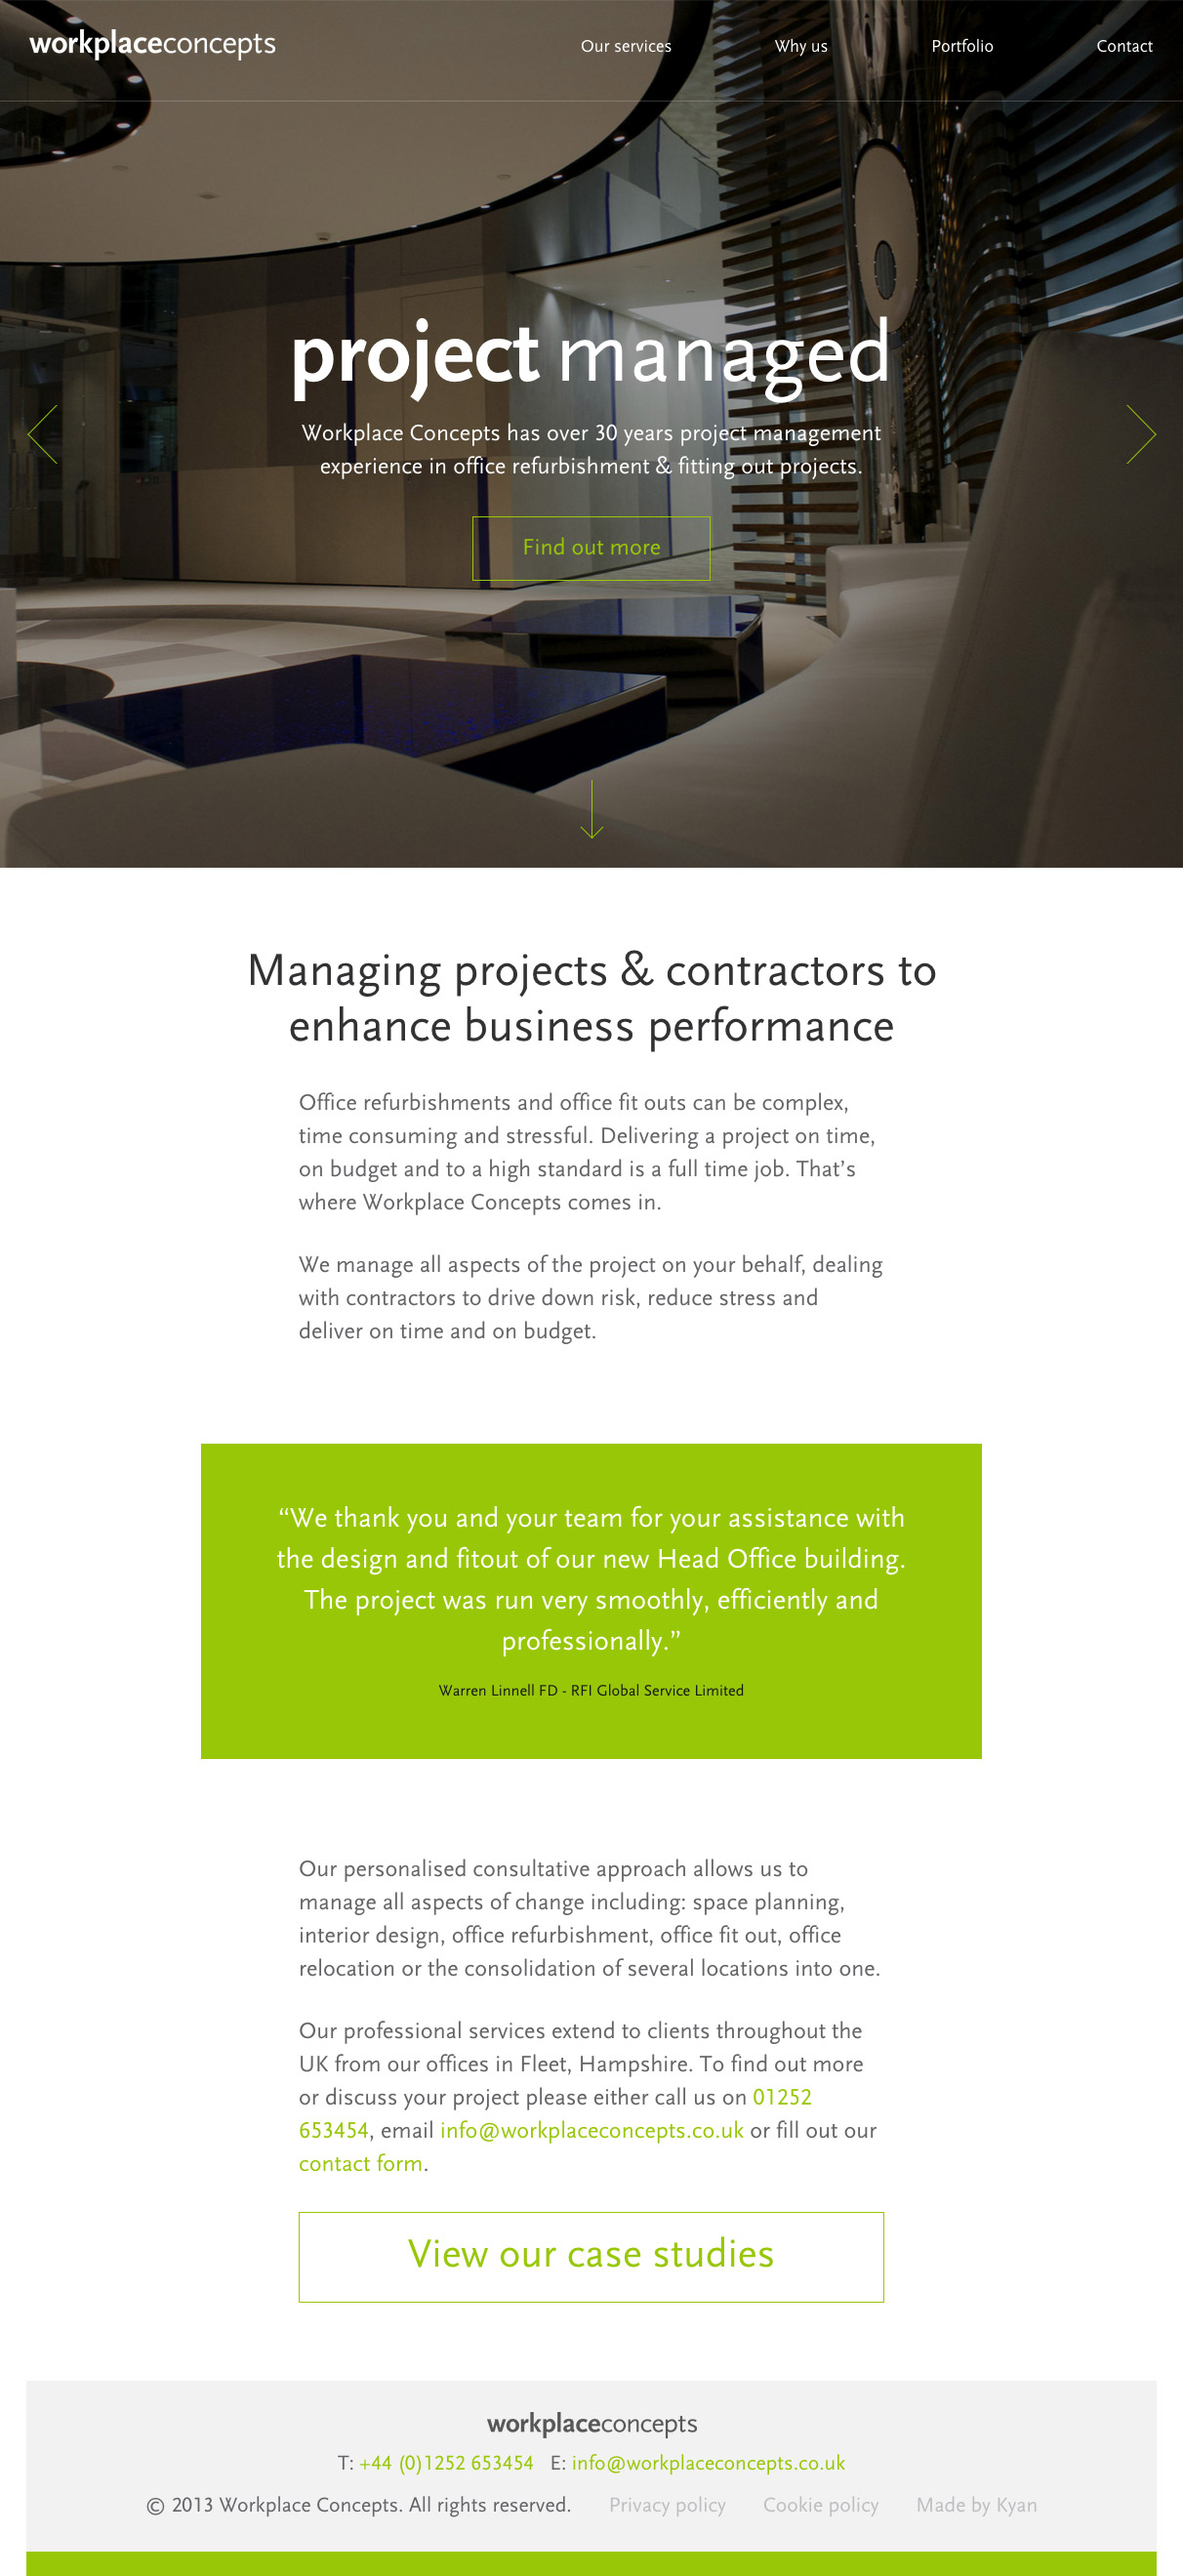 workplaceconcepts
Our services
Why us
Portfolio
Contact
project managed
Workplace Concepts has over 30 years project management
experience in office refurbishment & fitting out projects.
Find out more
Managing projects & contractors to
enhance business performance
Office refurbishments and office fit outs can be complex,
time consuming and stressful. Delivering a project on time,
on budget and to a high standard is a full time job. That’s
where Workplace Concepts comes in.
We manage all aspects of the project on your behalf, dealing
with contractors to drive down risk, reduce stress and
deliver on time and on budget.
“We thank you and your team for your assistance with
the design and fitout of our new Head Office building.
The project was run very smoothly, efficiently and
professionally.”
Warren Linnell FD - RFI Global Service Limited
Our personalised consultative approach allows us to
manage all aspects of change including: space planning,
interior design, office refurbishment, office fit out, office
relocation or the consolidation of several locations into one.
Our professional services extend to clients throughout the
UK from our offices in Fleet, Hampshire. To find out more
or discuss your project please either call us on 01252
653454, email info@workplaceconcepts.co.uk or fill out our
contact form.
View our case studies
workplaceconcepts
T: +44 (0)1252 653454 E: info@workplaceconcepts.co.uk
© 2013 Workplace Concepts. All rights reserved. Privacy policy Cookie policy Made by Kyan